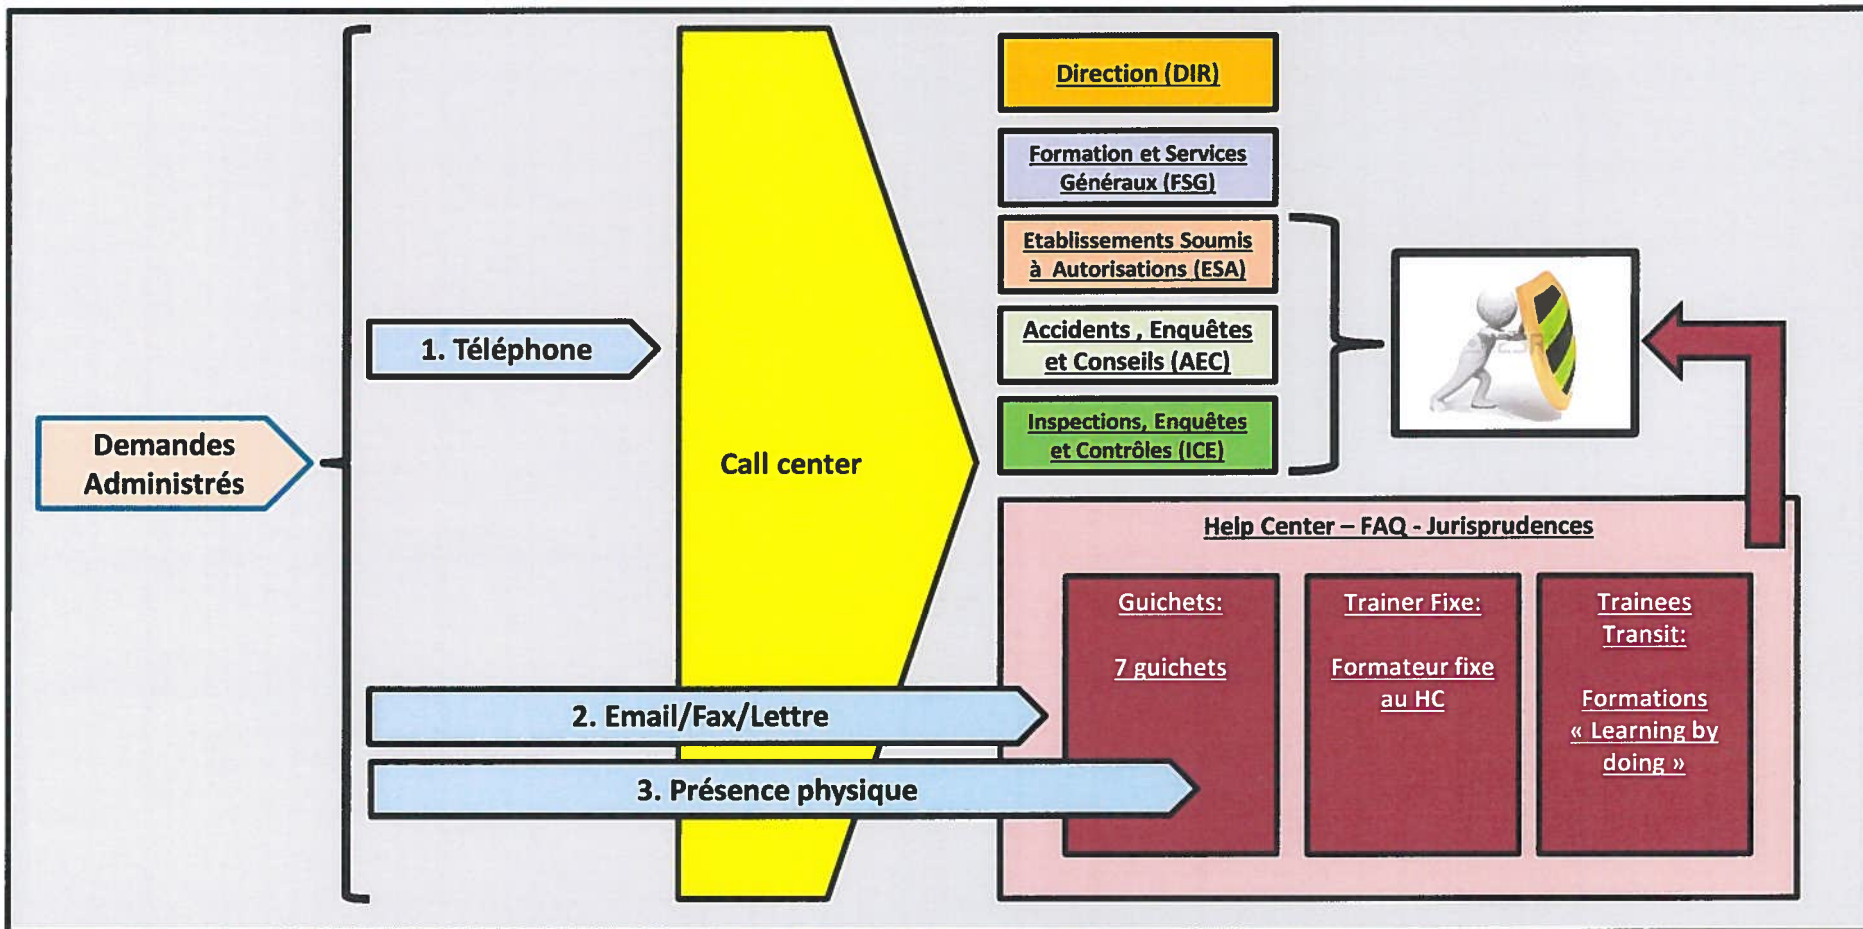 Demandes
Administrés
1. Téléphone
2. Email/Fax/Lettre
3. Présence physique
Call center
Direction (DIR)
Formation et Services
Généraux (FSG)
Etablissements Soumis
à Autorisations (ESA)
Accidents , Enquêtes
et Conseils (AEC)
Inspections, Enquêtes
et Contrôles (ICE)
Help Center – FAQ - Jurisprudences
Guichets:
7 guichets
Trainer Fixe:
Formateur fixe
au HC
Trainees
Transit:
Formations
« Learning by
doing »